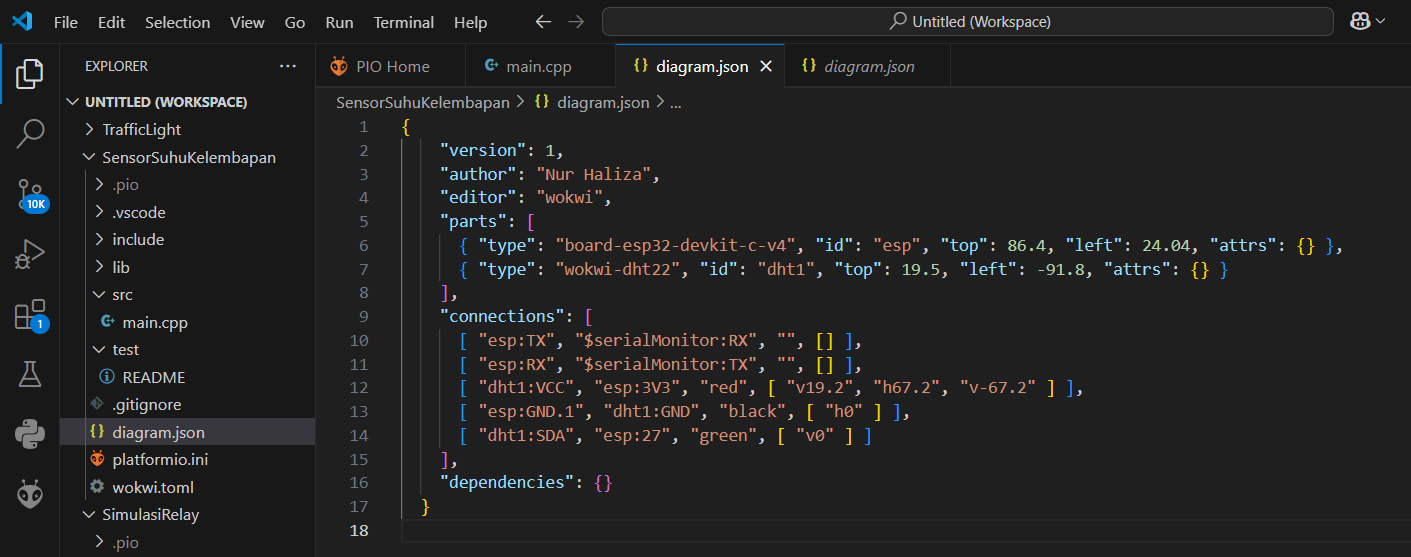 File Edit Selection View Go Run Terminal Help Untitled (Workspace)
EXPLORER ...
UNTITLED (WORKSPACE)
TrafficLight
SensorSuhuKelembapan
.pio
.vscode
include
lib
src
main.cpp
test
README
.gitignore
diagram.json
platformio.ini
wokwi.toml
SimulasiRelay
.pio
10K
1
PIO Home main.cpp {} diagram.json {} diagram.json
SensorSuhuKelembapan > {} diagram.json > ...
1 {
2 "version": 1,
3 "author": "Nur Haliza",
4 "editor": "wokwi",
5 "parts": [
6 { "type": "board-esp32-devkit-c-v4", "id": "esp", "top": 86.4, "left": 24.04, "attrs": {} },
7 { "type": "wokwi-dht22", "id": "dht1", "top": 19.5, "left": -91.8, "attrs": {} }
8 ],
9 "connections": [
10 [ "esp:TX", "$serialMonitor:RX", "", [] ],
11 [ "esp:RX", "$serialMonitor:TX", "", [] ],
12 [ "dht1:VCC", "esp:3V3", "red", [ "v19.2", "h67.2", "v-67.2" ] ],
13 [ "esp:GND.1", "dht1:GND", "black", [ "h0" ] ],
14 [ "dht1:SDA", "esp:27", "green", [ "v0" ] ]
15 ],
16 "dependencies": {}
17 }
18